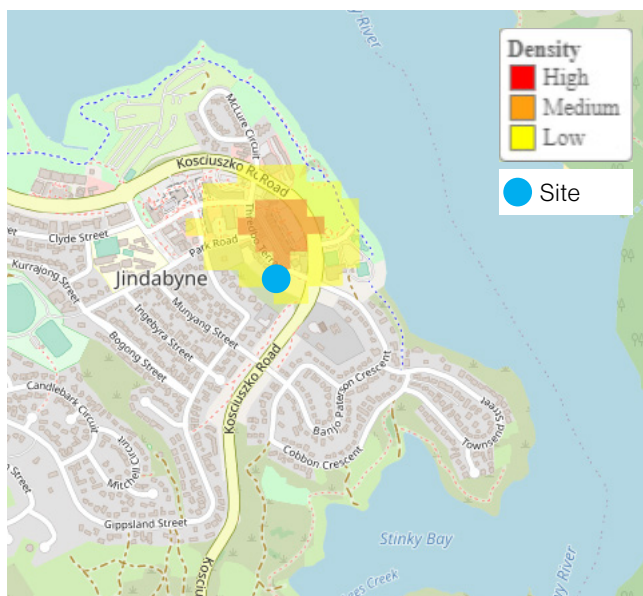 Density
High
Medium
Low
Site
McLure Circuit
Kosciuszko Road
Clyde Street
Park Road
Kurrajong Street
Jindabyne
Munyang Street
Ingebyra Street
Bogong Street
Kosciuszko Road
Candlebark Circuit
Mitchell Circuit
Banjo Paterson Crescent
Townsend Street
Cobbon Crescent
Gippsland Street
Street
Stinky Bay
River
Creek